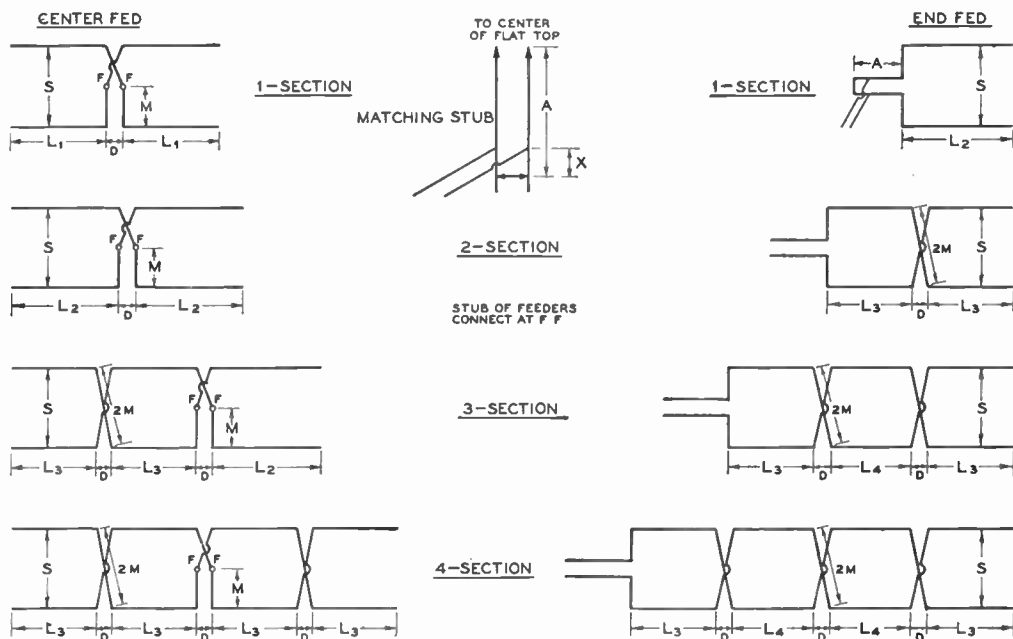 CENTER FED
TO CENTER
OF FLAT TOP
END FED
S
F F
M
L1 D L1
1-SECTION
MATCHING STUB
A
X
1-SECTION
A
S
L2
S
F F
M
L2 D L2
2-SECTION
2M
S
L3 D L3
STUB OF FEEDERS
CONNECT AT F F
S
2M
F F
M
L3 D L3 D L2
3-SECTION
2M
S
L3 D L4 D L3
S
2M
F F
M
L3 D L3 D L3 D L3
4-SECTION
2M
S
L3 D L4 D L4 D L3